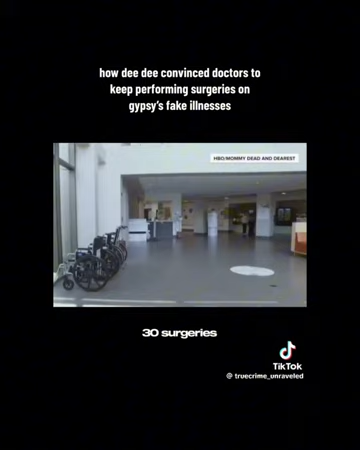 how dee dee convinced doctors to
keep performing surgeries on
gypsy's fake illnesses
HBO/MOMMY DEAD AND DEAREST
30 surgeries
TikTok
@ truecrime_unraveled